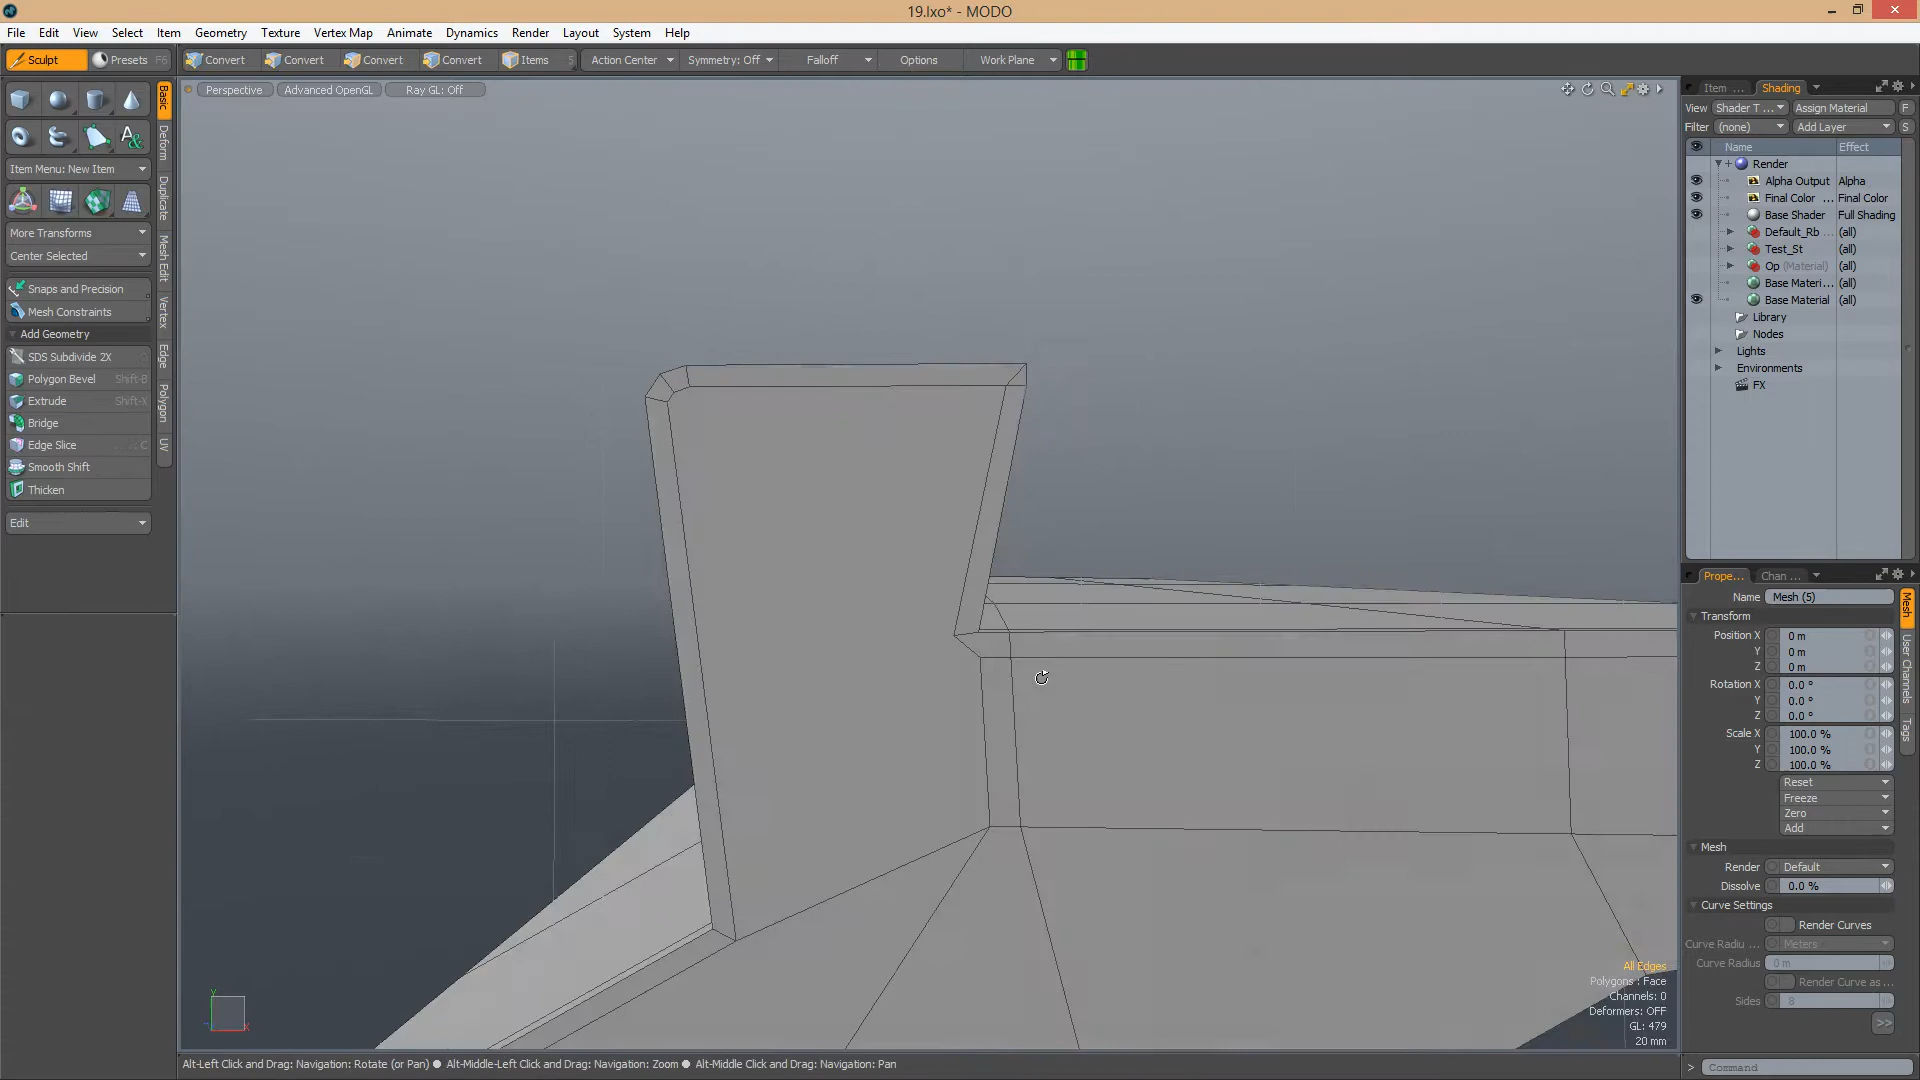 19.lxo* - MODO
File Edit View Select Item Geometry Texture Vertex Map Animate Dynamics Render Layout System Help
Sculpt Presets F6 Convert Convert Convert Convert Items 5 Action Center Symmetry: Off Falloff Options Work Plane
Perspective Advanced OpenGL Ray GL: Off
Basic
Deform
Duplicate
Mesh Edit
Vertex
Edge
Polygon
UV
Item Menu: New Item
More Transforms
Center Selected
Snaps and Precision
Mesh Constraints
Add Geometry
SDS Subdivide 2X
Polygon Bevel Shift-B
Extrude Shift-X
Bridge
Edge Slice C
Smooth Shift
Thicken
Edit
Item ... Shading
View Shader T ... Assign Material F
Filter (none) Add Layer S
Name Effect
Render
Alpha Output Alpha
Final Color ... Final Color
Base Shader Full Shading
Default_Rb ... (all)
Test_St (all)
Op (Material) (all)
Base Materi... (all)
Base Material (all)
Library
Nodes
Lights
Environments
FX
Prope... Chan ...
Name Mesh (5)
Transform
Position X 0 m
Y 0 m
Z 0 m
Rotation X 0.0 °
Y 0.0 °
Z 0.0 °
Scale X 100.0 %
Y 100.0 %
Z 100.0 %
Reset
Freeze
Zero
Add
Mesh
Render Default
Dissolve 0.0 %
Curve Settings
Render Curves
Curve Radiu ... Meters
Curve Radius 0 m
Render Curve as ...
Sides 8
>>
Mesh
User Channels
Tags
All Edges
Polygons : Face
Channels: 0
Deformers: OFF
GL: 479
20 mm
Y
X
Alt-Left Click and Drag: Navigation: Rotate (or Pan) ● Alt-Middle-Left Click and Drag: Navigation: Zoom ● Alt-Middle Click and Drag: Navigation: Pan
> Command